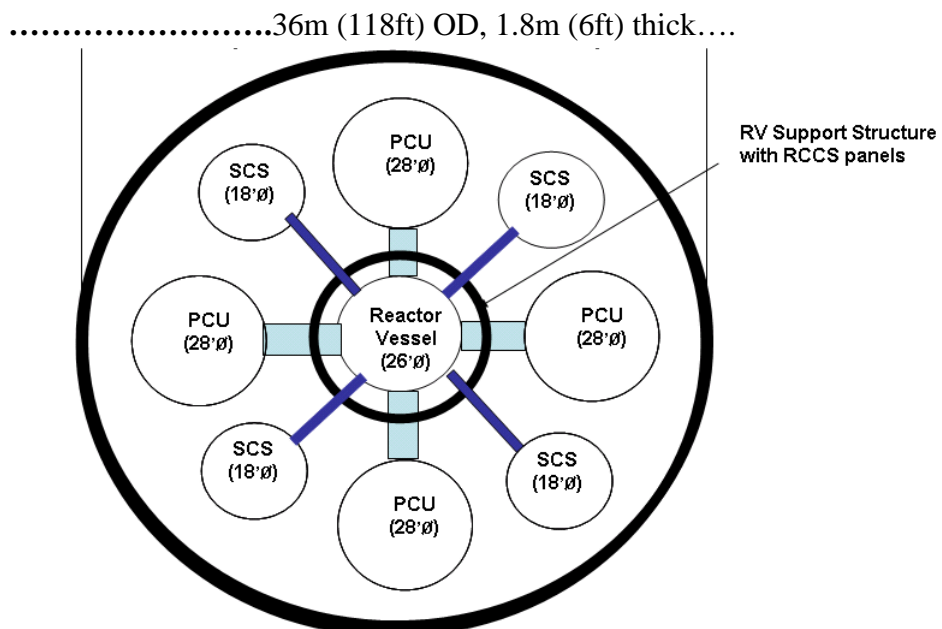 .........................36m (118ft) OD, 1.8m (6ft) thick....
PCU
(28'ø)
SCS
(18'ø)
SCS
(18'ø)
RV Support Structure
with RCCS panels
PCU
(28'ø)
Reactor
Vessel
(26'ø)
PCU
(28'ø)
SCS
(18'ø)
SCS
(18'ø)
PCU
(28'ø)